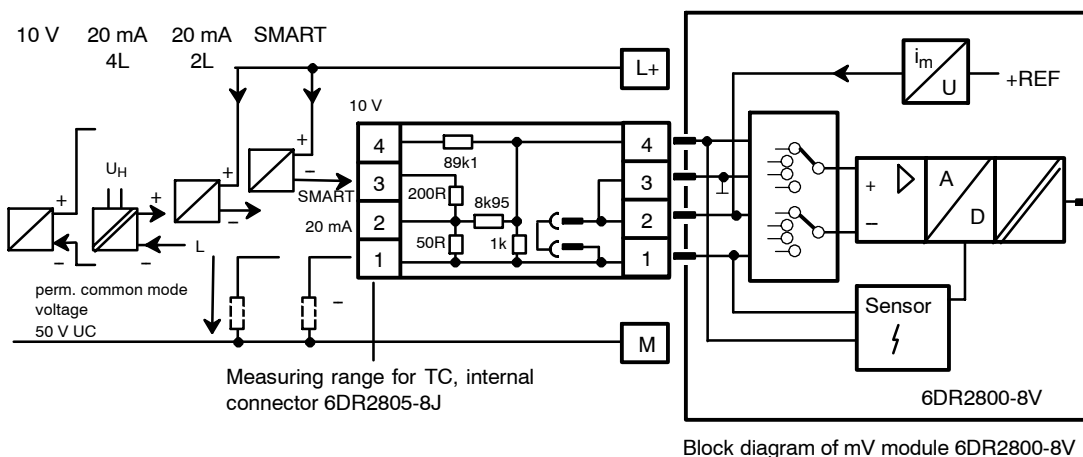 10 V 20 mA 20 mA SMART
4L 2L
L+
i_m
U
+REF
10 V
4
89k1
4
+
+
+
+
U_H
–
3
SMART
200R
8k95
3
+
A
–
20 mA
2
2
–
D
–
–
L
50R
1k
1
1
perm. common mode
voltage
50 V UC
–
Sensor
M
Measuring range for TC, internal
connector 6DR2805-8J
6DR2800-8V
Block diagram of mV module 6DR2800-8V